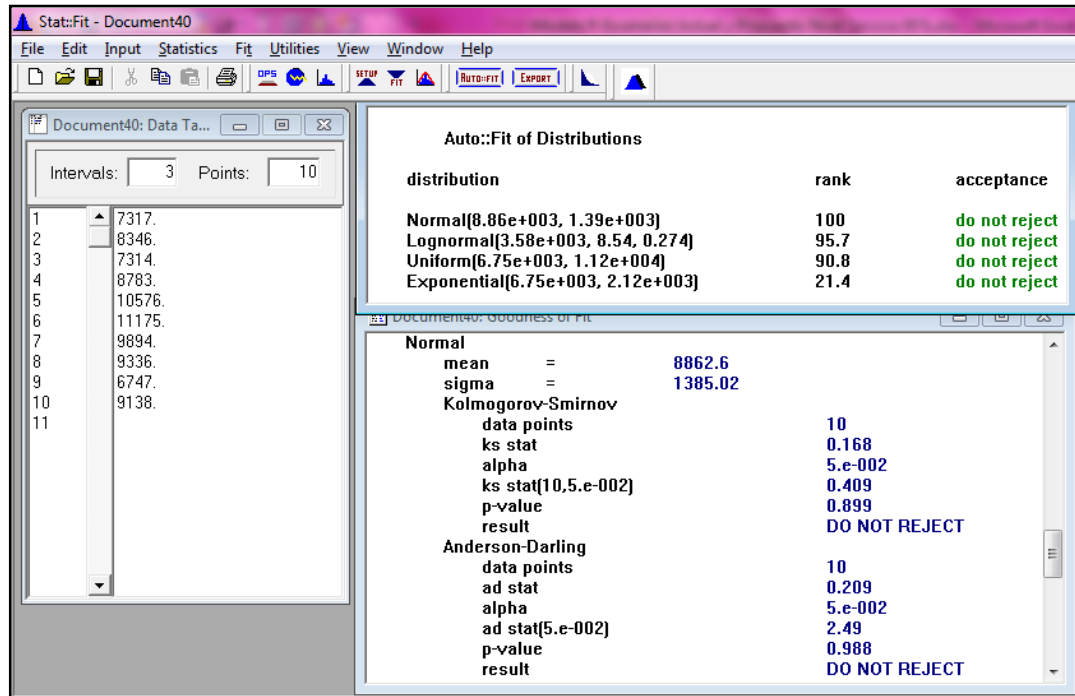 Stat::Fit - Document40
File Edit Input Statistics Fit Utilities View Window Help
OPS SETUP FIT AUTO::FIT EXPORT
Document40: Data Ta...
Intervals: 3 Points: 10
1 7317.
2 8346.
3 7314.
4 8783.
5 10576.
6 11175.
7 9894.
8 9336.
9 6747.
10 9138.
11
Auto::Fit of Distributions
distribution rank acceptance
Normal(8.86e+003, 1.39e+003) 100 do not reject
Lognormal(3.58e+003, 8.54, 0.274) 95.7 do not reject
Uniform(6.75e+003, 1.12e+004) 90.8 do not reject
Exponential(6.75e+003, 2.12e+003) 21.4 do not reject
Document40: Goodness of Fit
Normal
mean = 8862.6
sigma = 1385.02
Kolmogorov-Smirnov
data points 10
ks stat 0.168
alpha 5.e-002
ks stat(10,5.e-002) 0.409
p-value 0.899
result DO NOT REJECT
Anderson-Darling
data points 10
ad stat 0.209
alpha 5.e-002
ad stat(5.e-002) 2.49
p-value 0.988
result DO NOT REJECT